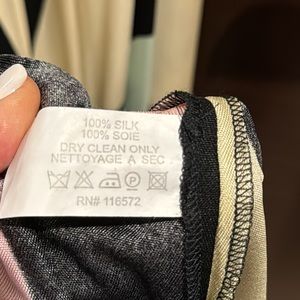 100% SILK
100% SOIE
DRY CLEAN ONLY
NETTOYAGE A SEC
RN# 116572